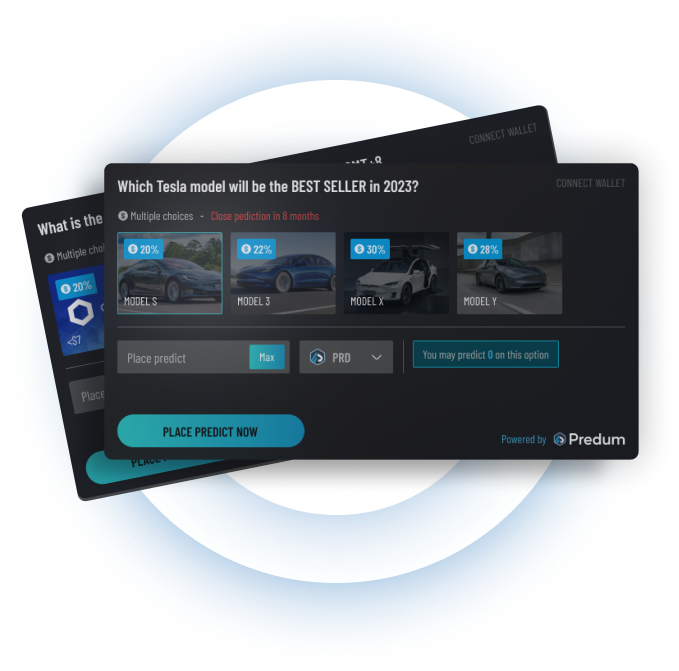 CONNECT WALLET
Which Tesla model will be the BEST SELLER in 2023?
CONNECT WALLET
Multiple choices - Close pediction in 8 months
20%
22%
30%
28%
MODEL S
MODEL 3
MODEL X
MODEL Y
Place predict
Max
PRD
You may predict 0 on this option
PLACE PREDICT NOW
Powered by Predum
What is the
Multiple
20%
<$7
Place